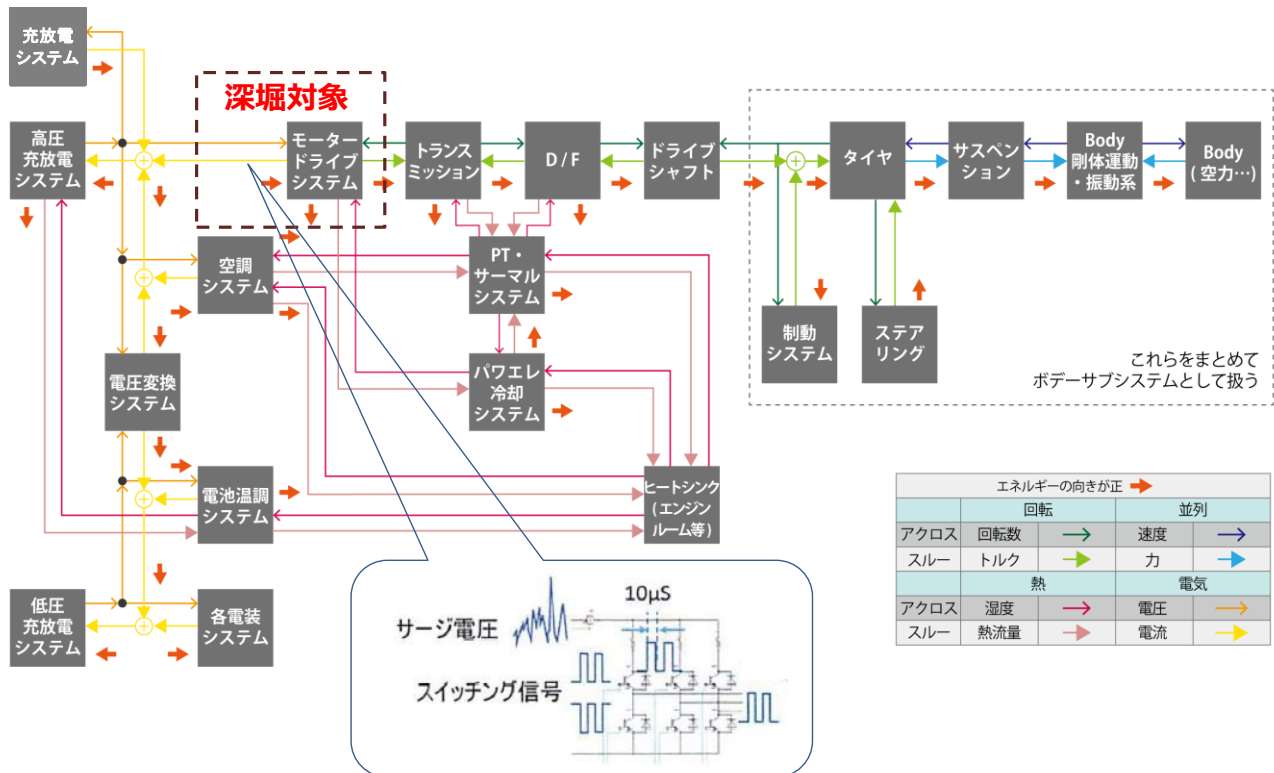 充放電
システム
深堀対象
高圧
充放電
システム
モーター
ドライブ
システム
トランス
ミッション
D / F
ドライブ
シャフト
タイヤ
サスペン
ション
Body
剛体運動
・振動系
Body
( 空力…)
空調
システム
PT・
サーマル
システム
制動
システム
ステア
リング
これらをまとめて
ボデーサブシステムとして扱う
電圧変換
システム
パワエレ
冷却
システム
電池温調
システム
ヒートシンク
( エンジン
ルーム等 )
低圧
充放電
システム
各電装
システム
サージ電圧
10μS
スイッチング信号
エネルギーの向きが正
回転 並列
アクロス 回転数 速度
スルー トルク 力
熱 電気
アクロス 湿度 電圧
スルー 熱流量 電流